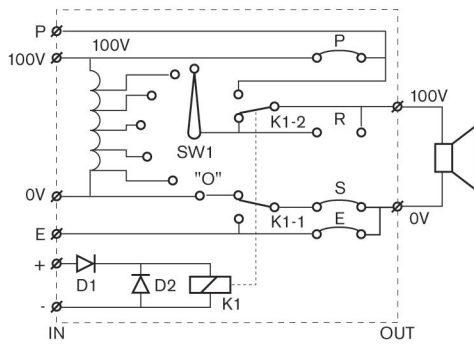 P
100V
100V
P
100V
R
K1-2
SW1
0V
"O"
S
K1-1
E
0V
E
+
D1
D2
K1
-
IN
OUT